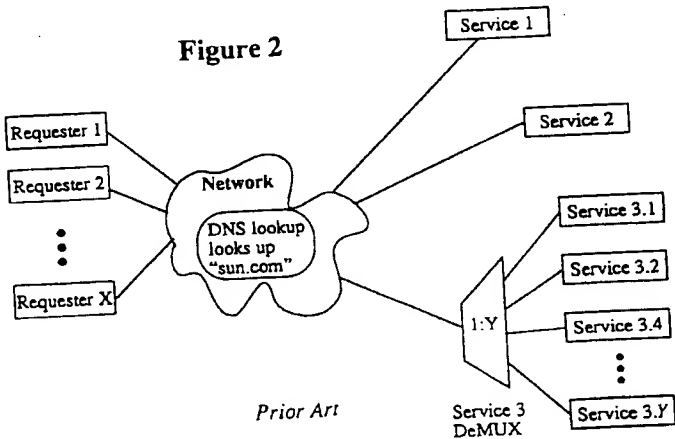 Figure 2
Service 1
Service 2
Requester 1
Requester 2
Requester X
Network
DNS lookup
looks up
"sun.com"
1:Y
Service 3.1
Service 3.2
Service 3.4
Service 3.Y
Service 3
DeMUX
Prior Art